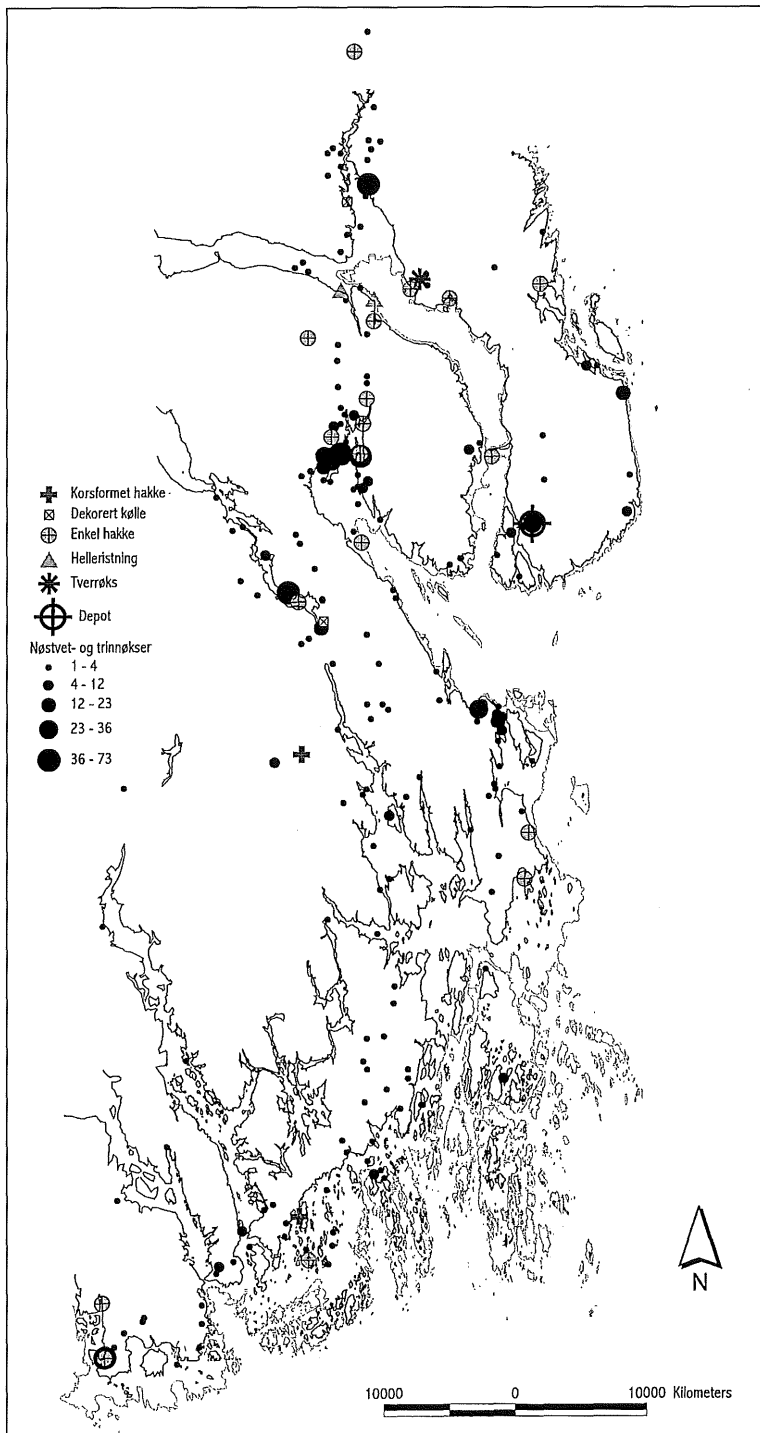 Korsformet hakke
Dekorert kølle
Enkel hakke
Helleristning
Tverrøks
Depot
Nøstvet- og trinnøkser
1 - 4
4 - 12
12 - 23
23 - 36
36 - 73
N
10000 0 10000 Kilometers